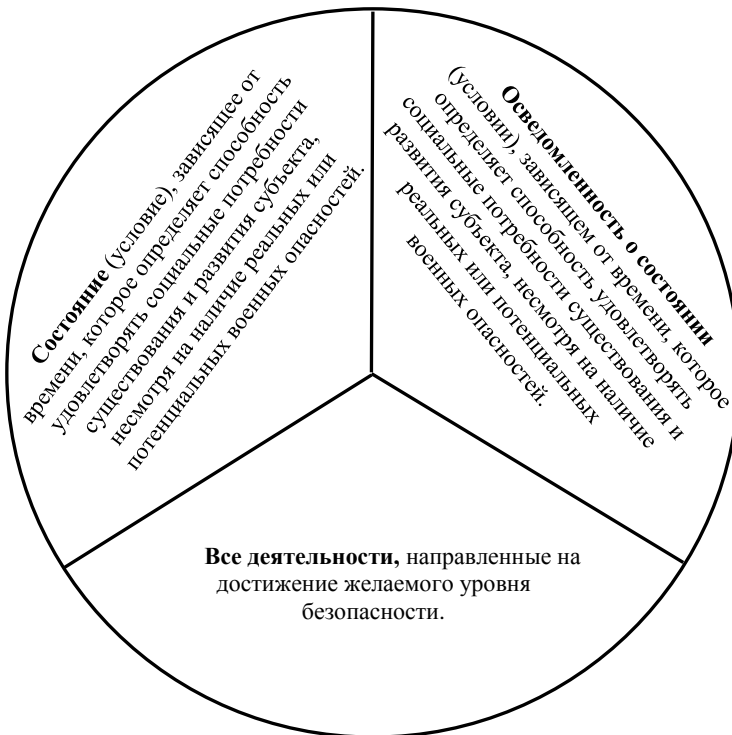 Состояние (условие), зависящее от
времени, которое определяет способность
удовлетворять социальные потребности
существования и развития субъекта,
несмотря на наличие реальных или
потенциальных военных опасностей.
Осведомленность о состоянии
(условии), зависящем от времени, которое
определяет способность удовлетворять
социальные потребности существования и
развития субъекта, несмотря на наличие
реальных или потенциальных
военных опасностей.
Все деятельности, направленные на
достижение желаемого уровня
безопасности.